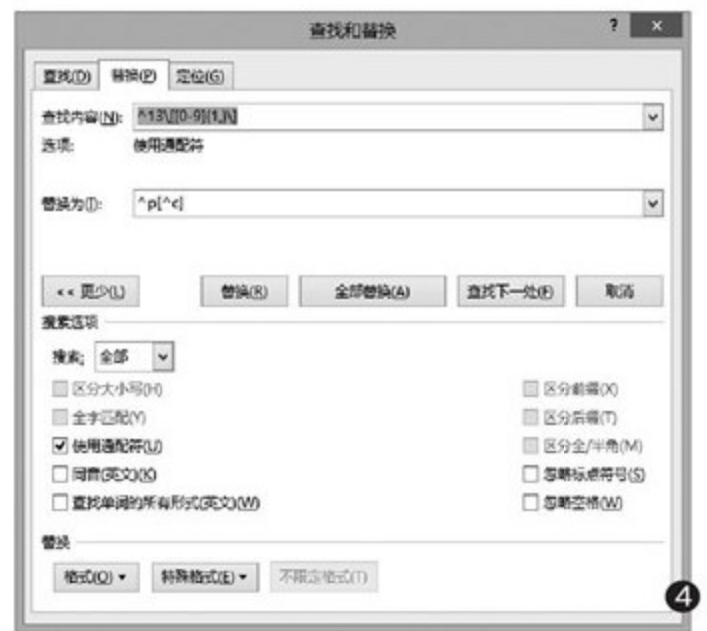 查找和替换 ? ×
查找(D) 替换(P) 定位(G)
查找内容(N): ^13\[[0-9]{1,}\]
选项: 使用通配符
替换为(I): ^p[^c]
<< 更少(L) 替换(R) 全部替换(A) 查找下一处(F) 取消
搜索选项
搜索: 全部
区分大小写(H) 区分前缀(X)
全字匹配(Y) 区分后缀(T)
使用通配符(U) 区分全/半角(M)
同音(英文)(K) 忽略标点符号(S)
查找单词的所有形式(英文)(W) 忽略空格(W)
替换
格式(O) 特殊格式(E) 不限定格式(T)
4